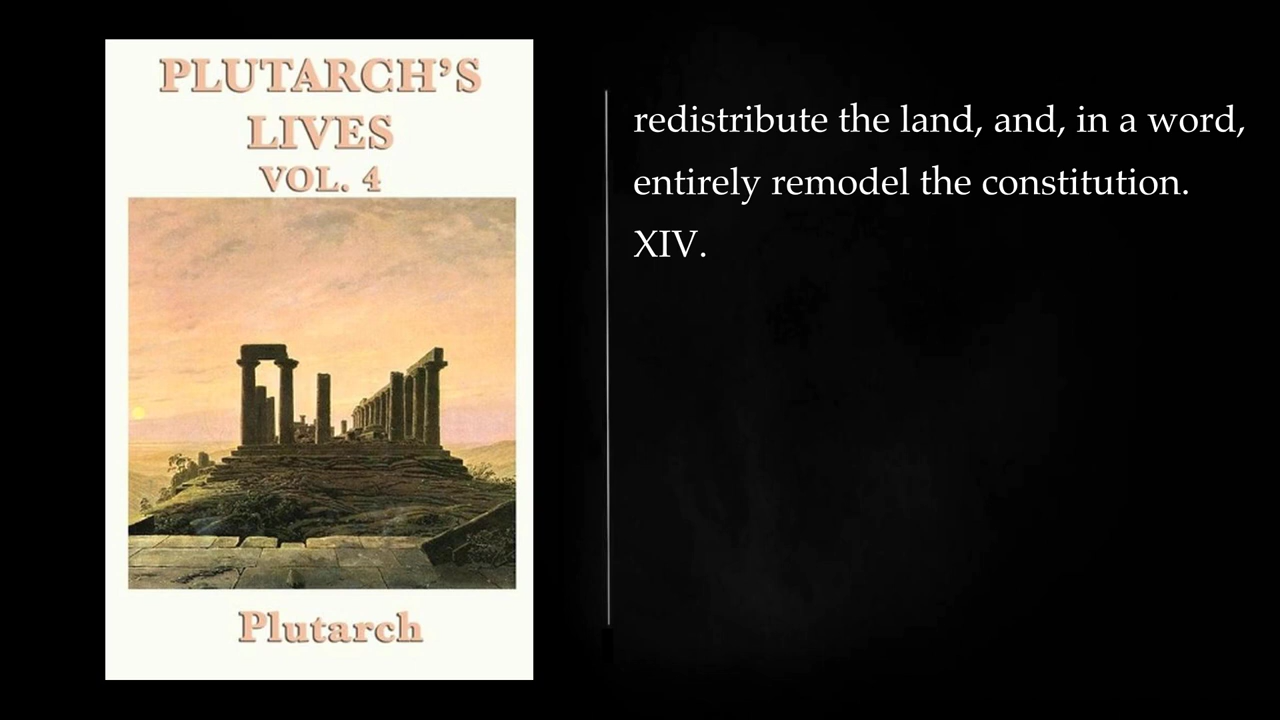 PLUTARCH'S
LIVES
VOL. 4
Plutarch
redistribute the land, and, in a word,
entirely remodel the constitution.
XIV.